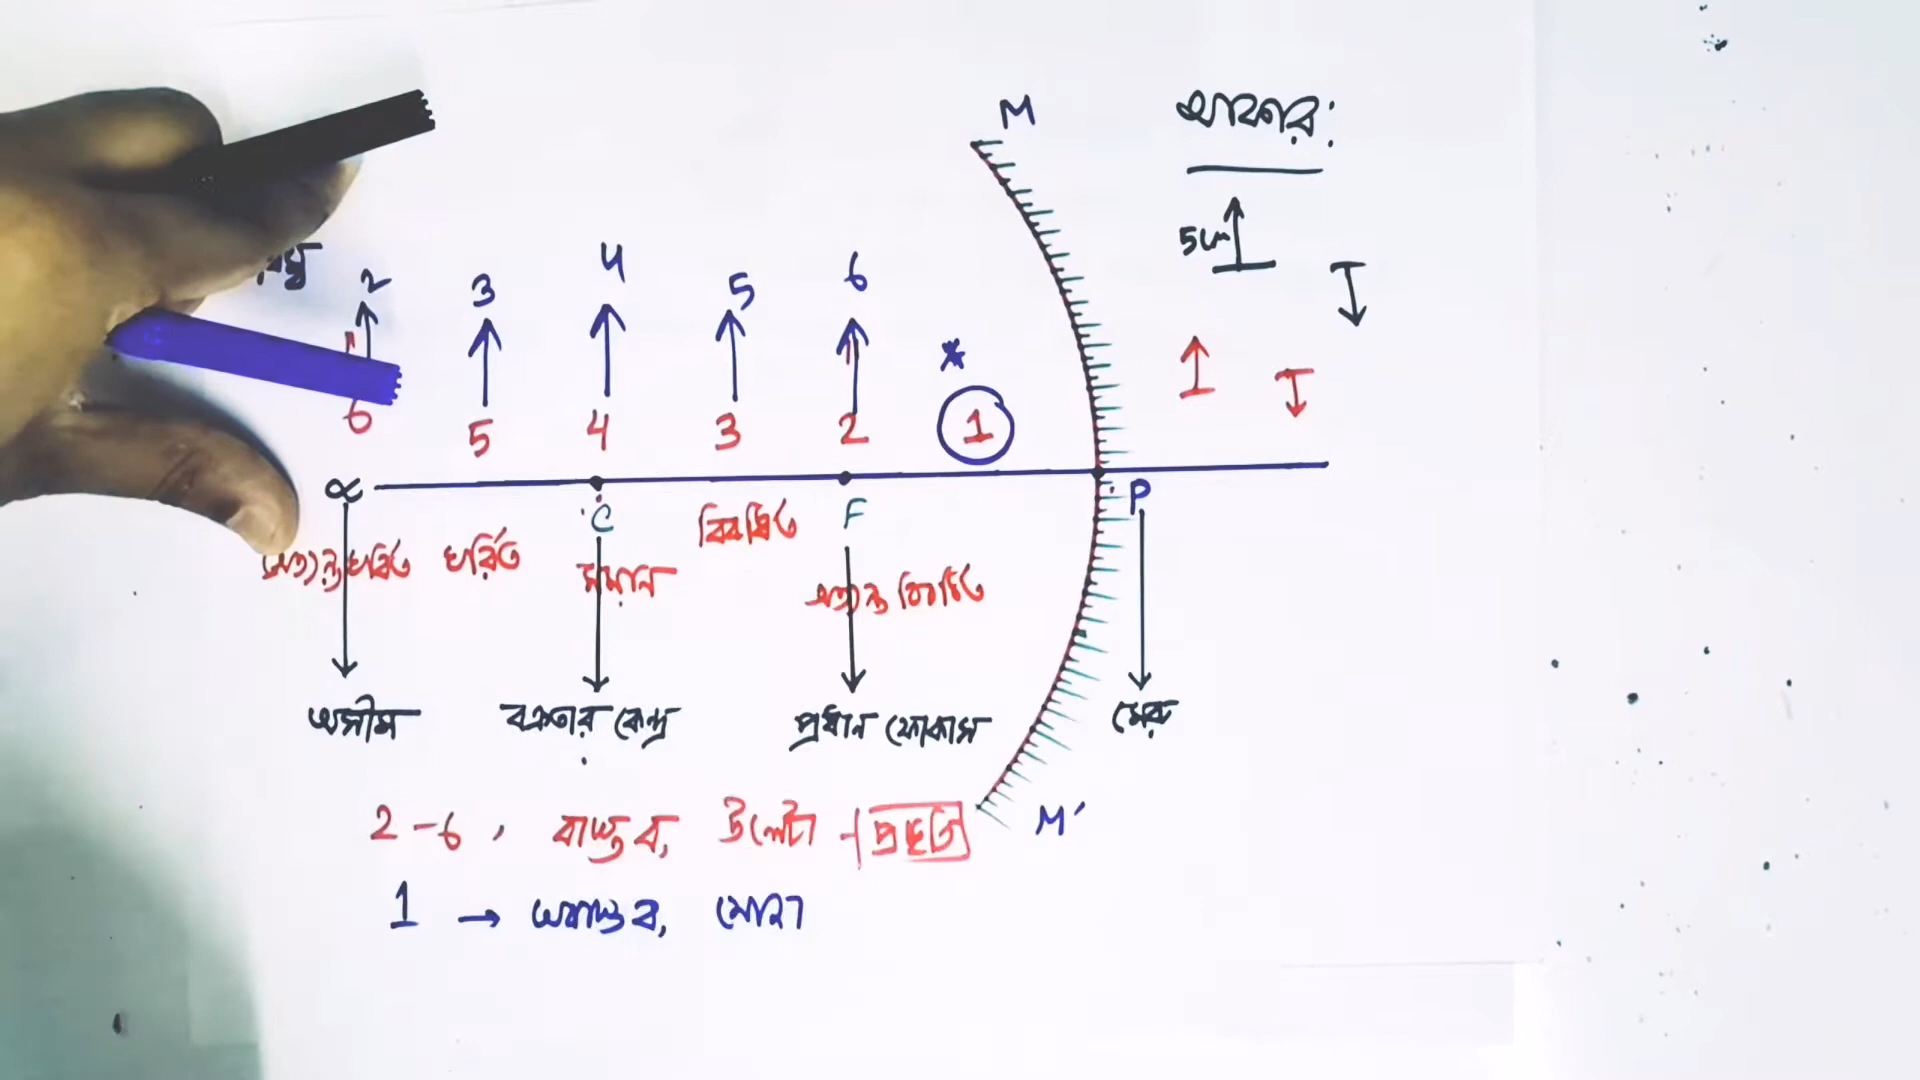 M
আকার:
5cm
2 3 4 5 6 *
6 5 4 3 2 1
∝ C F P
অত্যন্ত খর্বিত খর্বিত সমান বিবর্ধিত অত্যন্ত বিবর্ধিত
অসীম বক্রতার কেন্দ্র প্রধান ফোকাস মেরু
2-6, বাস্তব, উল্টো প্রকৃতি
M'
1 → অবাস্তব, সোজা